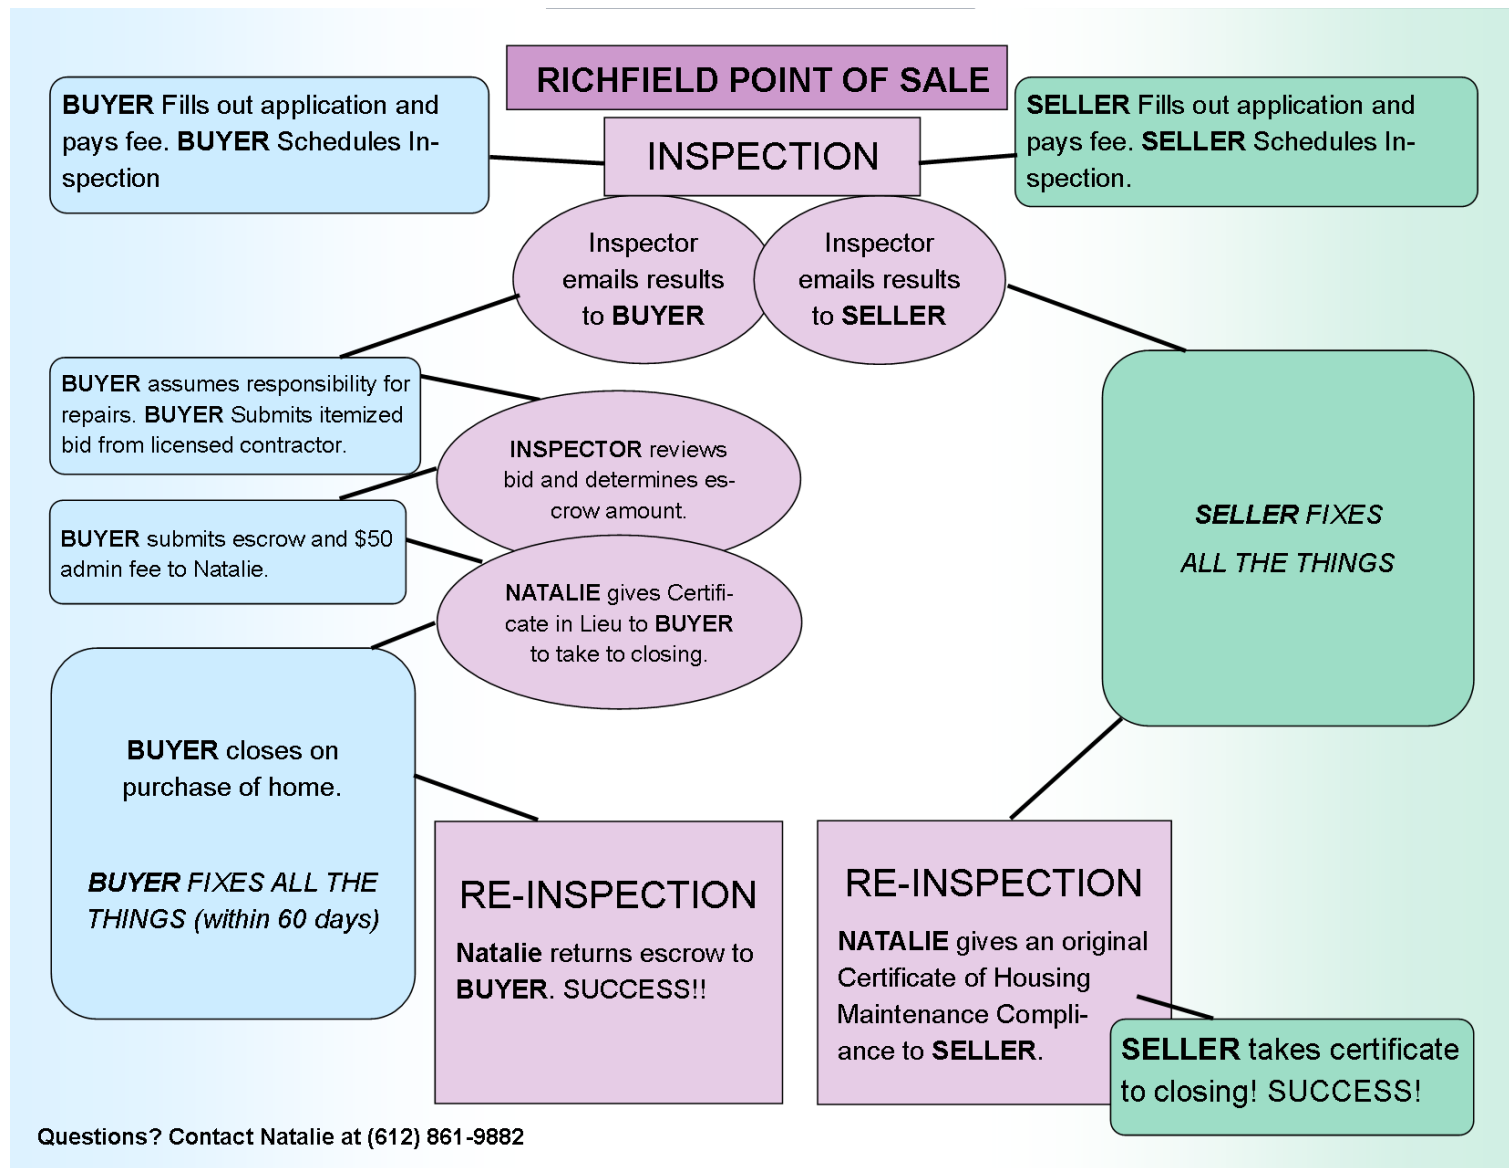 RICHFIELD POINT OF SALE
BUYER Fills out application and
pays fee. BUYER Schedules In-
spection
INSPECTION
SELLER Fills out application and
pays fee. SELLER Schedules In-
spection.
Inspector
emails results
to BUYER
Inspector
emails results
to SELLER
BUYER assumes responsibility for
repairs. BUYER Submits itemized
bid from licensed contractor.
INSPECTOR reviews
bid and determines es-
crow amount.
BUYER submits escrow and $50
admin fee to Natalie.
NATALIE gives Certifi-
cate in Lieu to BUYER
to take to closing.
SELLER FIXES
ALL THE THINGS
BUYER closes on
purchase of home.
BUYER FIXES ALL THE
THINGS (within 60 days)
RE-INSPECTION
Natalie returns escrow to
BUYER. SUCCESS!!
RE-INSPECTION
NATALIE gives an original
Certificate of Housing
Maintenance Compli-
ance to SELLER.
SELLER takes certificate
to closing! SUCCESS!
Questions? Contact Natalie at (612) 861-9882